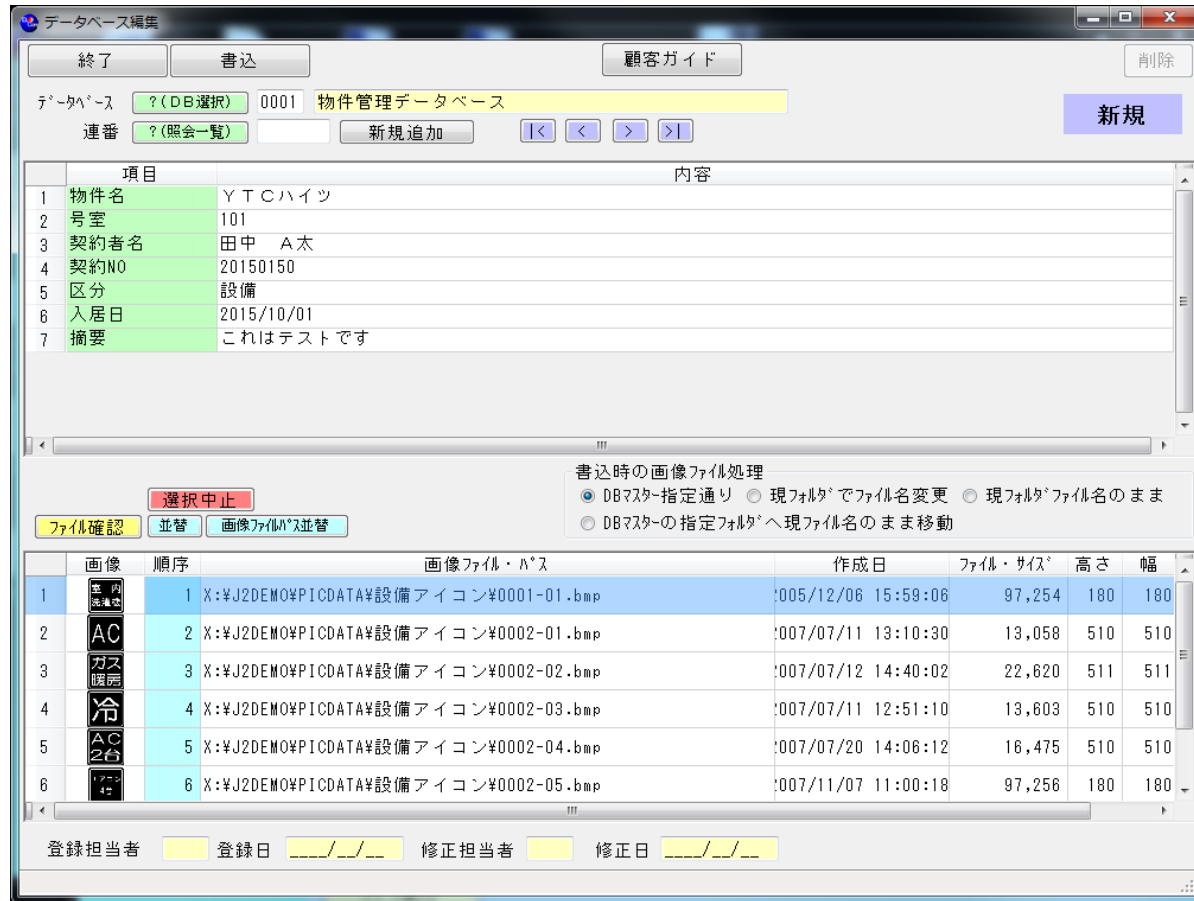 データベース編集
終了 書込 顧客ガイド 削除
ﾃﾞｰﾀﾍﾞｰｽ ?(DB選択) 0001 物件管理データベース
新規
連番 ?(照会一覧) 新規追加 |< < > >|
項目 内容
1 物件名 ＹＴＣハイツ
2 号室 101
3 契約者名 田中　Ａ太
4 契約NO 20150150
5 区分 設備
6 入居日 2015/10/01
7 摘要 これはテストです
書込時の画像ﾌｧｲﾙ処理
選択中止 DBﾏｽﾀｰ指定通り 現ﾌｫﾙﾀﾞでﾌｧｲﾙ名変更 現ﾌｫﾙﾀﾞﾌｧｲﾙ名のまま
ﾌｧｲﾙ確認 並替 画像ﾌｧｲﾙﾊﾟｽ並替 DBﾏｽﾀｰの指定ﾌｫﾙﾀﾞへ現ﾌｧｲﾙ名のまま移動
画像 順序 画像ﾌｧｲﾙ・ﾊﾟｽ 作成日 ﾌｧｲﾙ・ｻｲｽﾞ 高さ 幅
1 室内 洗濯 1 X:¥J2DEMO¥PICDATA¥設備アイコン¥0001-01.bmp 2005/12/06 15:59:06 97,254 180 180
2 AC 2 X:¥J2DEMO¥PICDATA¥設備アイコン¥0002-01.bmp 2007/07/11 13:10:30 13,058 510 510
3 ガス 暖房 3 X:¥J2DEMO¥PICDATA¥設備アイコン¥0002-02.bmp 2007/07/12 14:40:02 22,620 511 511
4 冷 4 X:¥J2DEMO¥PICDATA¥設備アイコン¥0002-03.bmp 2007/07/11 12:51:10 13,603 510 510
5 AC 2台 5 X:¥J2DEMO¥PICDATA¥設備アイコン¥0002-04.bmp 2007/07/20 14:06:12 16,475 510 510
6 エアコン 4台 6 X:¥J2DEMO¥PICDATA¥設備アイコン¥0002-05.bmp 2007/11/07 11:00:18 97,256 180 180
登録担当者 登録日 ____/__/__ 修正担当者 修正日 ____/__/__